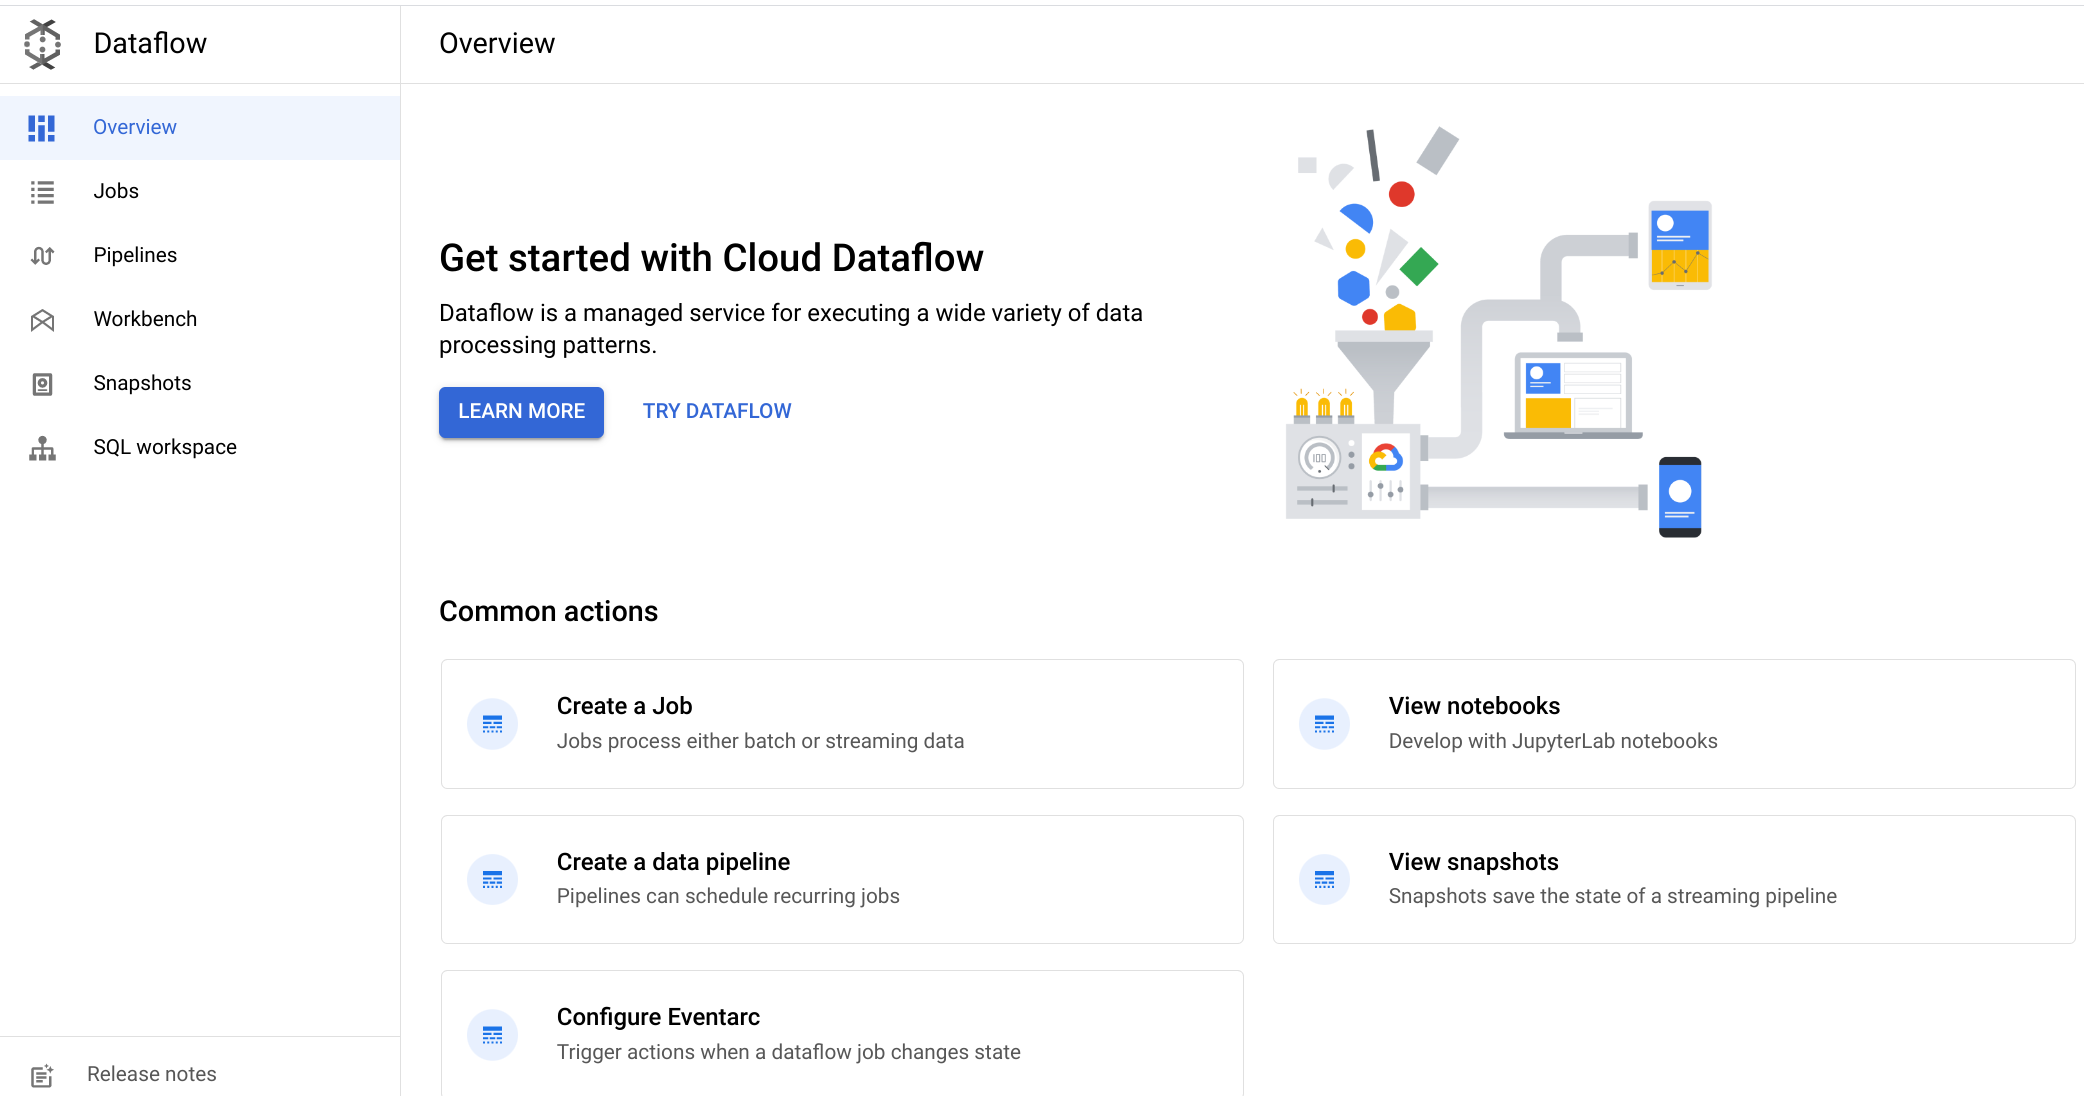 Dataflow
Overview
Overview
Jobs
Pipelines
Workbench
Snapshots
SQL workspace
Release notes
Get started with Cloud Dataflow
Dataflow is a managed service for executing a wide variety of data
processing patterns.
LEARN MORE
TRY DATAFLOW
100
Common actions
Create a Job
Jobs process either batch or streaming data
View notebooks
Develop with JupyterLab notebooks
Create a data pipeline
Pipelines can schedule recurring jobs
View snapshots
Snapshots save the state of a streaming pipeline
Configure Eventarc
Trigger actions when a dataflow job changes state